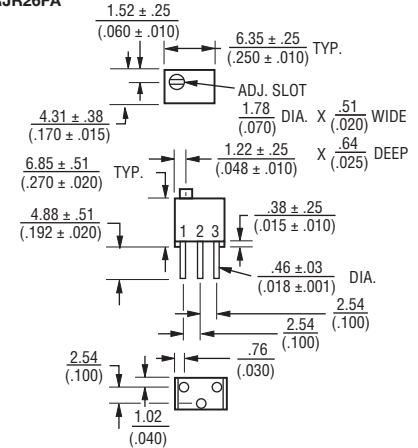 RJR26FA
1.52 ± .25
(.060 ± .010)
6.35 ± .25
(.250 ± .010)
TYP.
ADJ. SLOT
1.78
(.070)
DIA. X
.51
(.020)
WIDE
4.31 ± .38
(.170 ± .015)
1.22 ± .25
(.048 ± .010)
X
.64
(.025)
DEEP
6.85 ± .51
(.270 ± .020)
TYP.
4.88 ± .51
(.192 ± .020)
.38 ± .25
(.015 ± .010)
1 2 3
.46 ±.03
(.018 ±.001)
DIA.
2.54
(.100)
2.54
(.100)
2.54
(.100)
.76
(.030)
1.02
(.040)